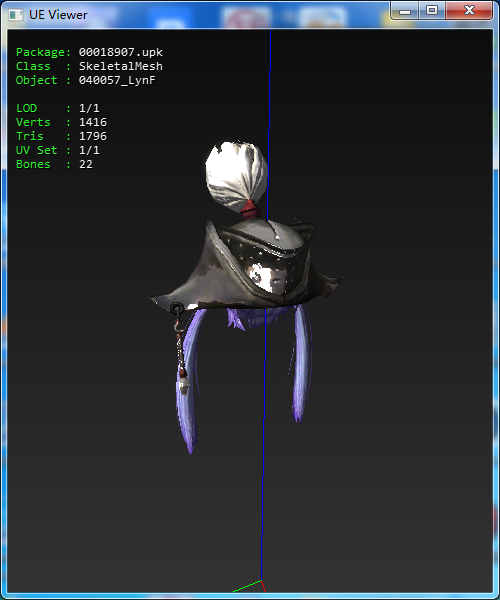 UE Viewer
Package: 00018907.upk
Class : SkeletalMesh
Object : 040057_LynF
LOD : 1/1
Verts : 1416
Tris : 1796
UV Set : 1/1
Bones : 22